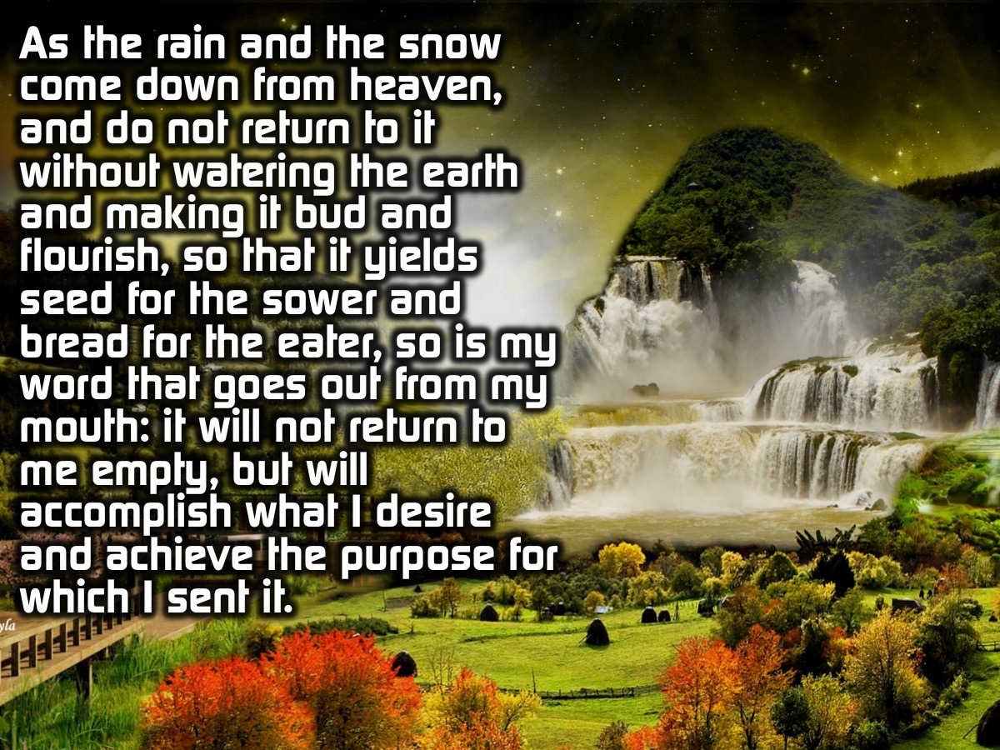 As the rain and the snow
come down from heaven,
and do not return to it
without watering the earth
and making it bud and
flourish, so that it yields
seed for the sower and
bread for the eater, so is my
word that goes out from my
mouth: it will not return to
me empty, but will
accomplish what I desire
and achieve the purpose for
which I sent it.